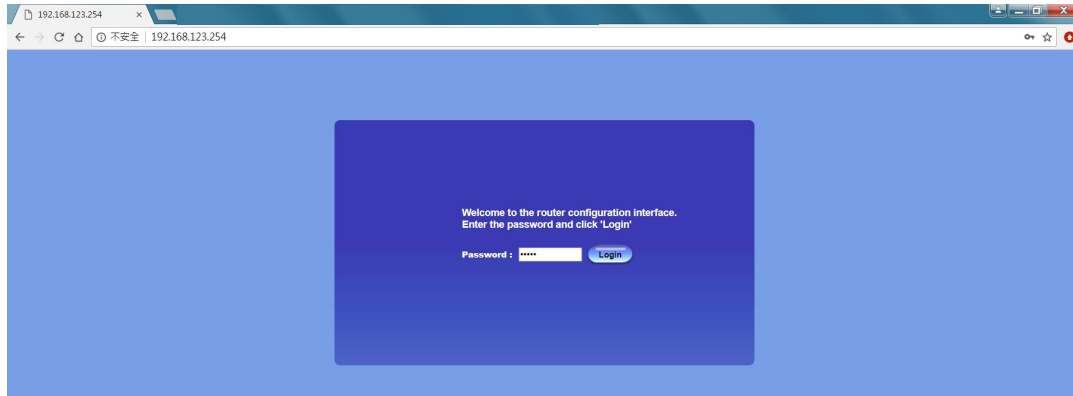 192.168.123.254
不安全 | 192.168.123.254
Welcome to the router configuration interface.
Enter the password and click 'Login'
Password : ••••• Login